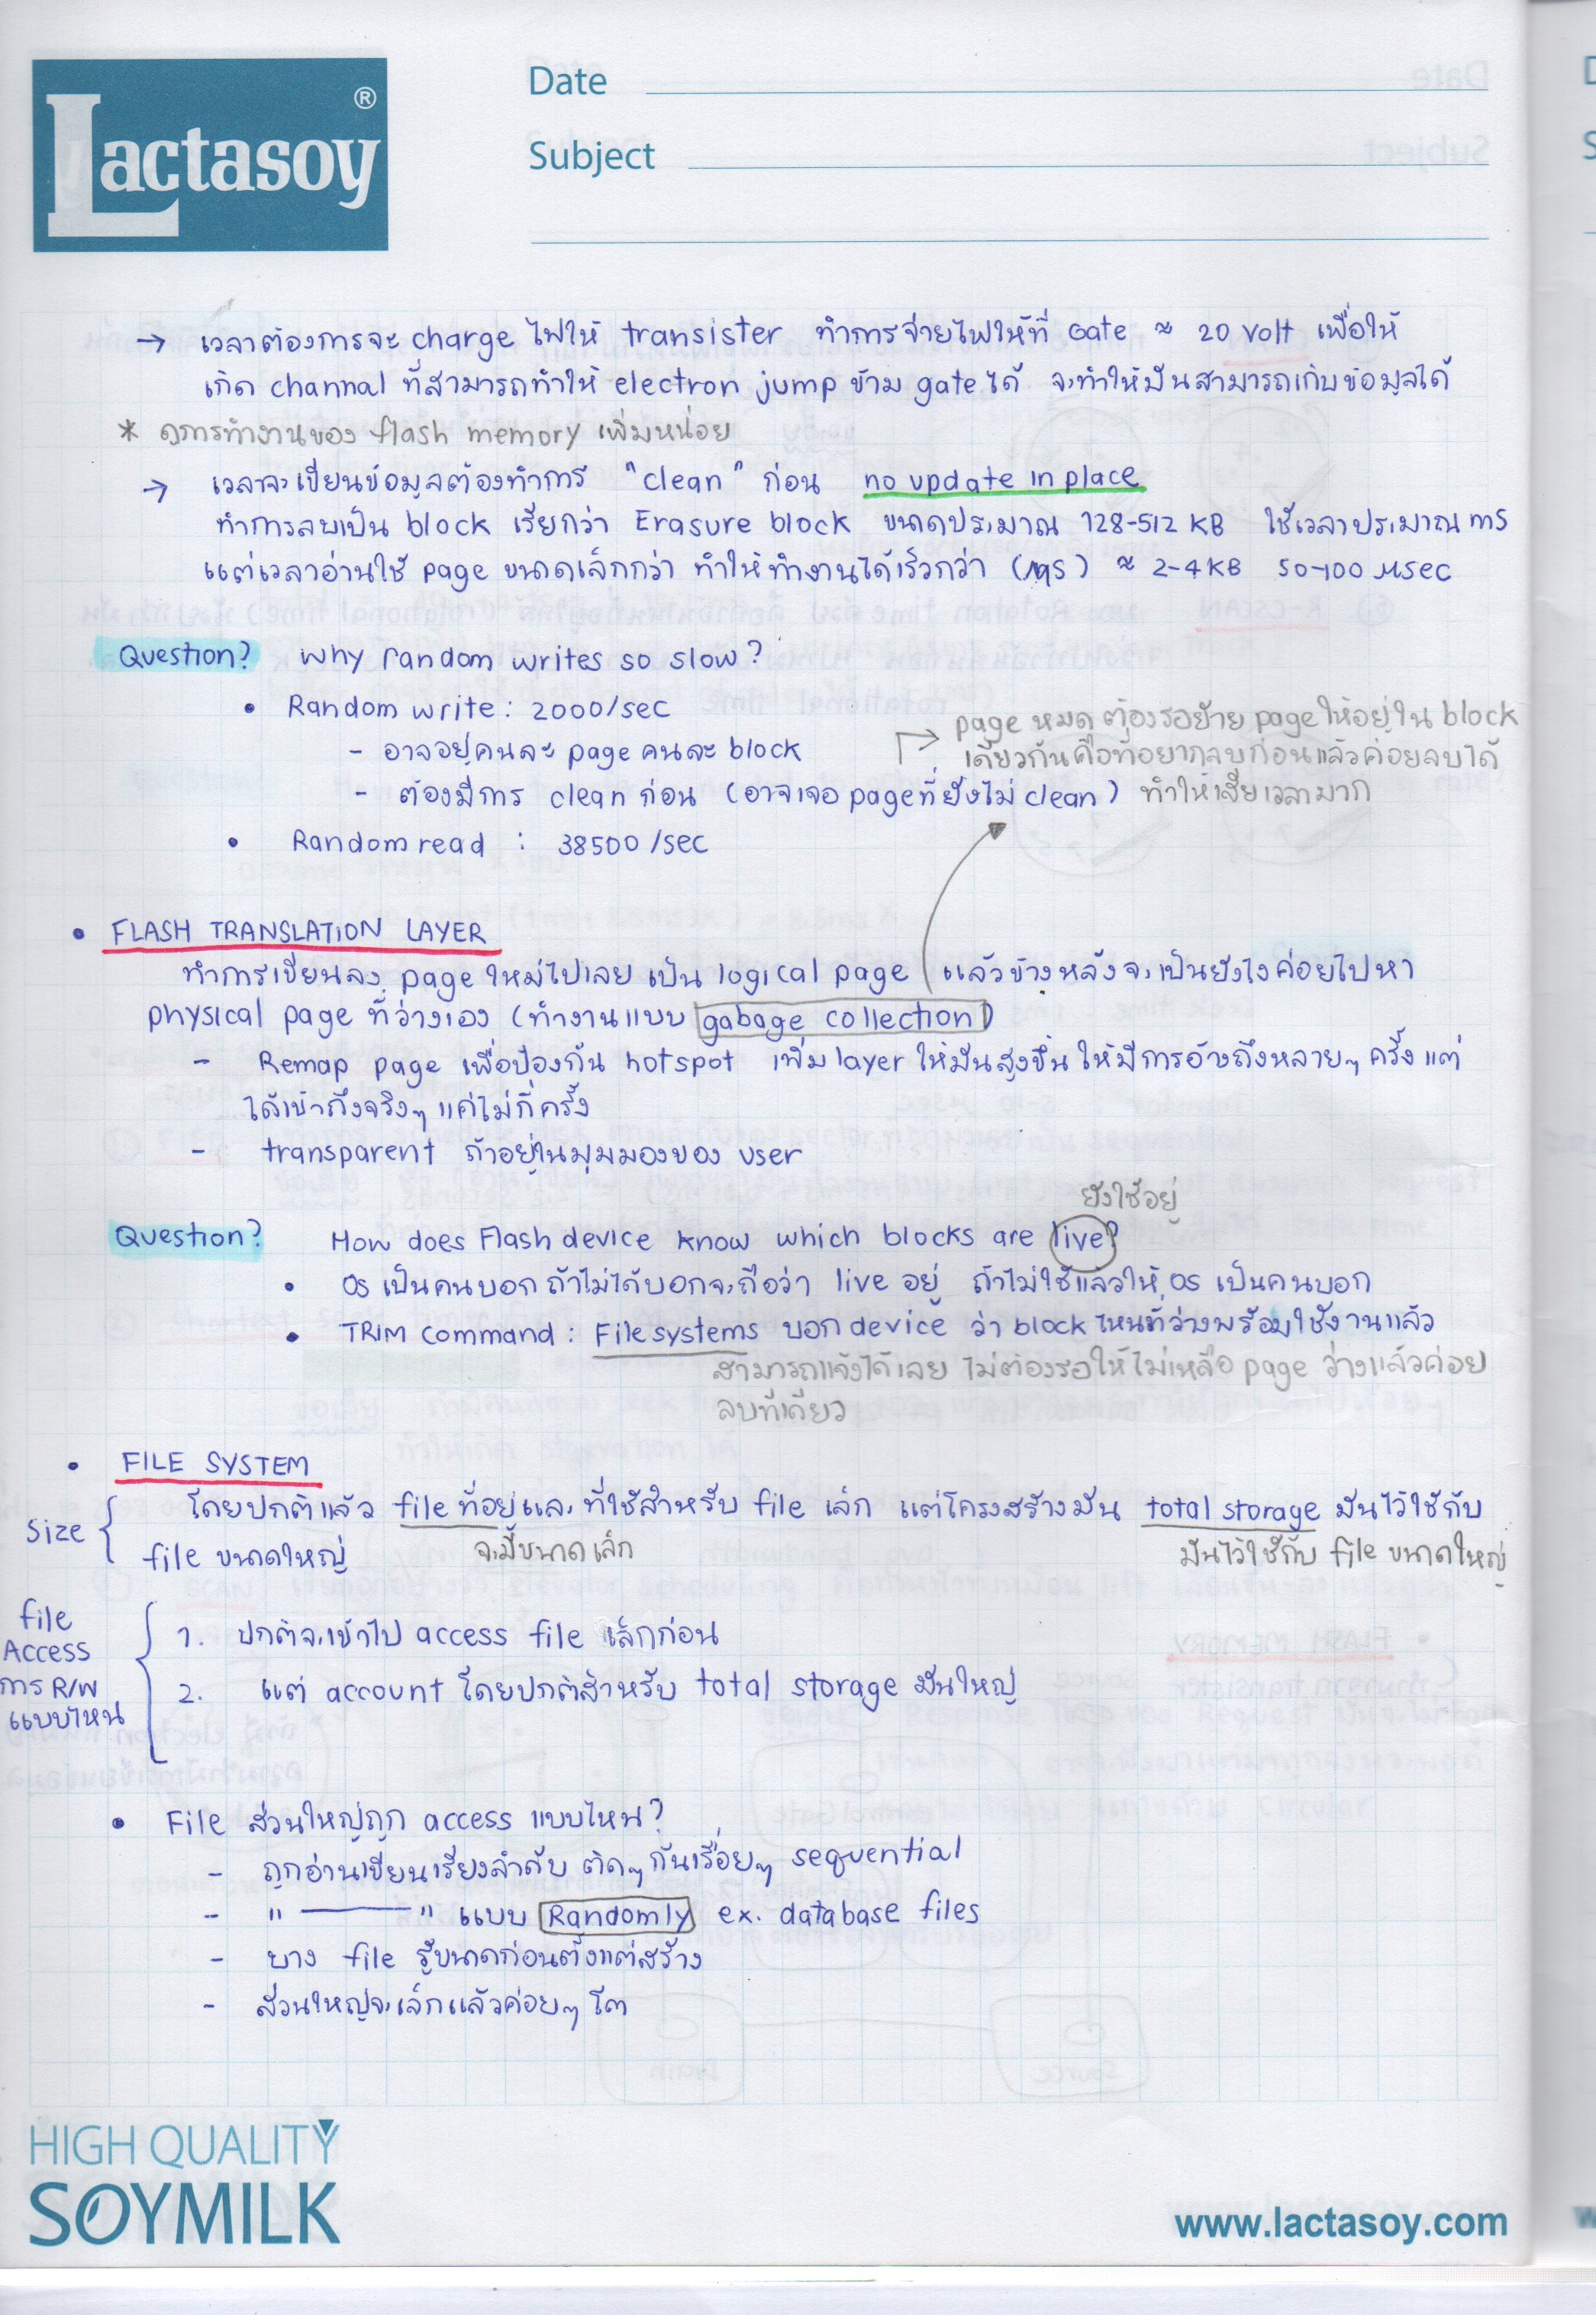 Lactasoy ®
Date
Subject
→ เวลาต้องการจะ charge ไฟให้ transister ทำการจ่ายไฟให้ที่ Gate ≈ 20 volt เพื่อให้
เกิด channal ที่สามารถทำให้ electron jump ข้าม gate ได้ จะทำให้มันสามารถเก็บข้อมูลได้
* ดูการทำงานของ flash memory เพิ่มหน่อย
→ เวลาจะเขียนข้อมูลต้องทำการ "clean" ก่อน no update in place
ทำการลบเป็น block เรียกว่า Erasure block ขนาดประมาณ 128-512 KB ใช้เวลาประมาณ ms
แต่เวลาอ่านใช้ page ขนาดเล็กกว่า ทำให้ทำงานได้เร็วกว่า (μs) ≈ 2-4 KB 50-100 μsec
Question? Why random writes so slow?
• Random write : 2000/sec
- อาจอยู่คนละ page คนละ block
page หมด ต้องรอย้าย page ให้อยู่ใน block
เดียวกันคือที่อยากลบก่อนแล้วค่อยลบได้
- ต้องมีการ clean ก่อน (อาจเจอ page ที่ยังไม่ clean) ทำให้เสียเวลามาก
• Random read : 38500 /sec
• FLASH TRANSLATION LAYER
ทำการเขียนลง page ใหม่ไปเลย เป็น logical page แล้วข้างหลังจะเป็นยังไงค่อยไปหา
physical page ที่ว่างเอง (ทำงานแบบ gabage collection)
- Remap page เพื่อป้องกัน hotspot เพิ่ม layer ให้มันสูงขึ้น ให้มีการอ้างถึงหลายๆ ครั้ง แต่
ได้เข้าถึงจริงๆ แค่ไม่กี่ครั้ง
- transparent ถ้าอยู่ในมุมมองของ user
ยังใช้อยู่
Question? How does Flash device know which blocks are live?
• OS เป็นคนบอก ถ้าไม่ได้บอกจะถือว่า live อยู่ ถ้าไม่ใช้แล้วให้ OS เป็นคนบอก
• TRIM command : File systems บอก device ว่า block ไหนที่ว่างพร้อมใช้งานแล้ว
สามารถแจ้งได้เลย ไม่ต้องรอให้ไม่เหลือ page ว่างแล้วค่อย
ลบทีเดียว
• FILE SYSTEM
size { โดยปกติแล้ว file ที่อยู่และ ที่ใช้สำหรับ file เล็ก แต่โครงสร้างมัน total storage มันไว้ใช้กับ
file ขนาดใหญ่ จะมีขนาดเล็ก มันไว้ใช้กับ file ขนาดใหญ่
file
Access
การ R/W
แบบไหน
1. ปกติจะเข้าไป access file เล็กก่อน
2. แต่ account โดยปกติสำหรับ total storage มันใหญ่
• File ส่วนใหญ่ถูก access แบบไหน?
- ถูกอ่านเขียนเรียงลำดับ ติดๆ กันเรื่อยๆ sequential
- " ——— " แบบ Randomly ex. database files
- บาง file รู้ขนาดก่อนตั้งแต่สร้าง
- ส่วนใหญ่จะเล็กแล้วค่อยๆ โต
HIGH QUALITY
SOYMILK
www.lactasoy.com